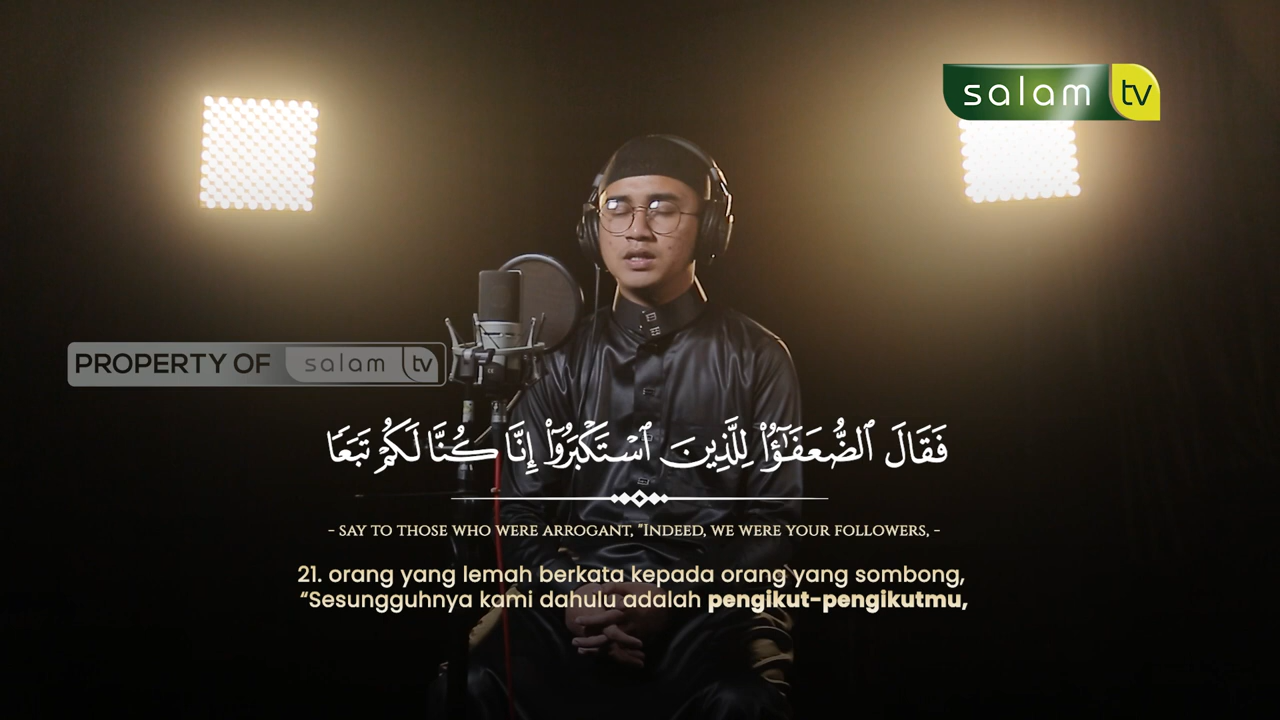 salam tv
PROPERTY OF salam tv
فَقَالَ ٱلضُّعَفَـٰٓؤُا۟ لِلَّذِينَ ٱسْتَكْبَرُوٓا۟ إِنَّا كُنَّا لَكُمْ تَبَعًا
- SAY TO THOSE WHO WERE ARROGANT, "INDEED, WE WERE YOUR FOLLOWERS, -
21. orang yang lemah berkata kepada orang yang sombong,
“Sesungguhnya kami dahulu adalah pengikut-pengikutmu,